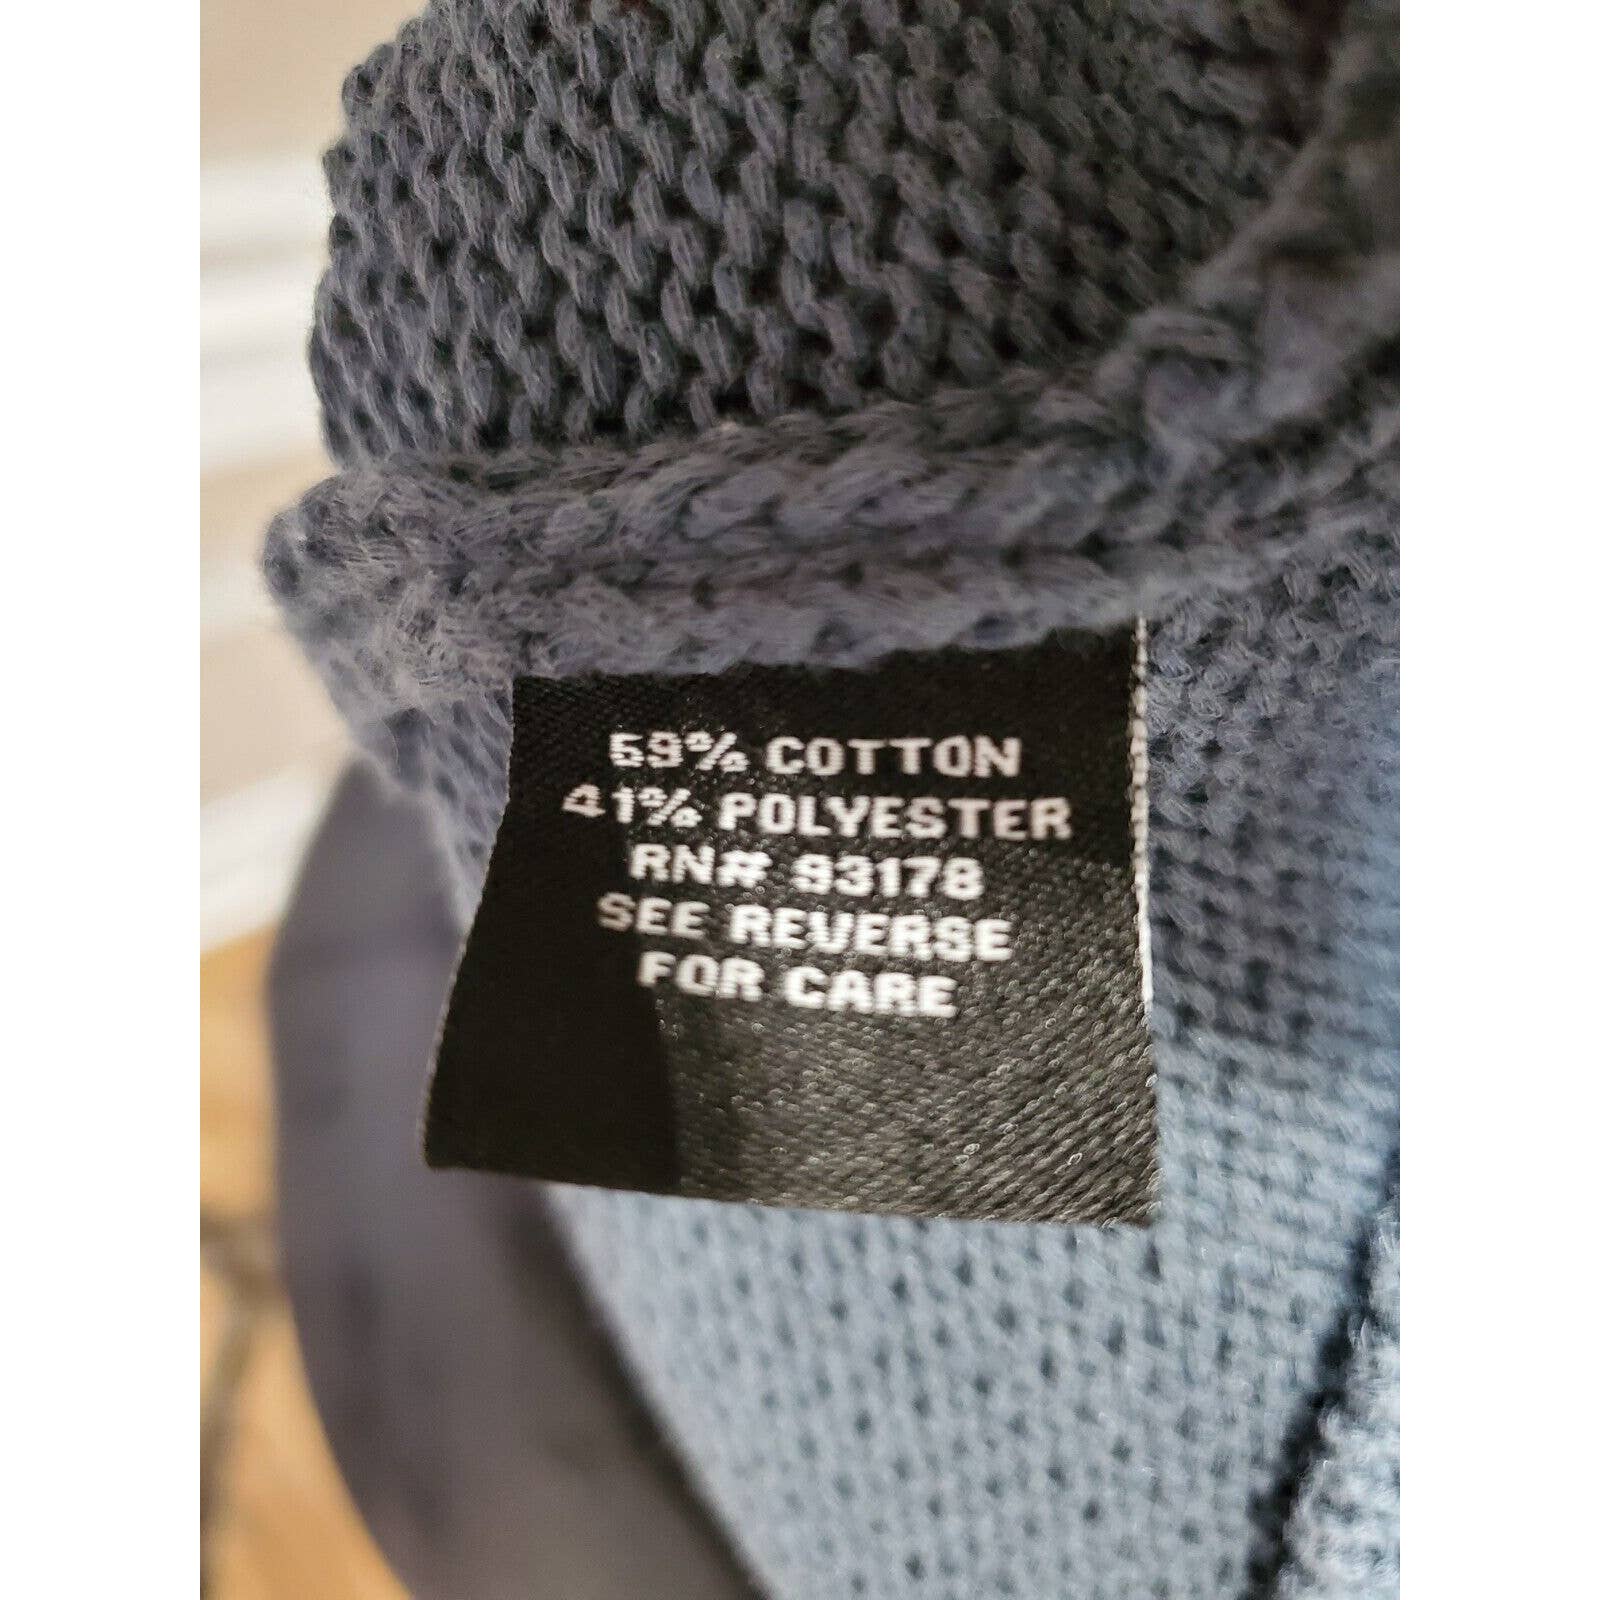 59% COTTON
41% POLYESTER
RN# 93178
SEE REVERSE
FOR CARE